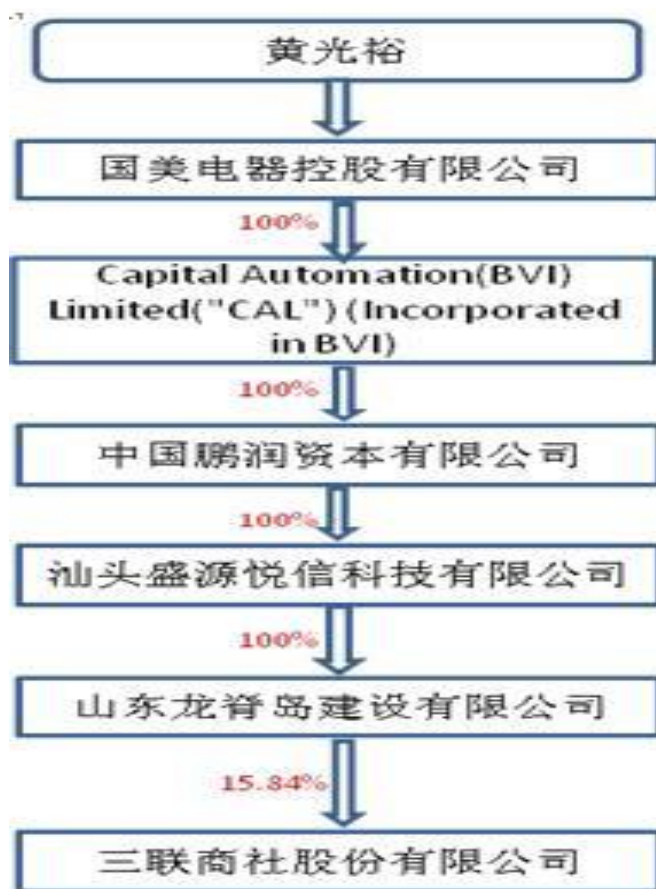 黄光裕
国美电器控股有限公司
100%
Capital Automation(BVI)
Limited("CAL") (Incorporated
in BVI)
100%
中国鹏润资本有限公司
100%
汕头盛源悦信科技有限公司
100%
山东龙脊岛建设有限公司
15.84%
三联商社股份有限公司